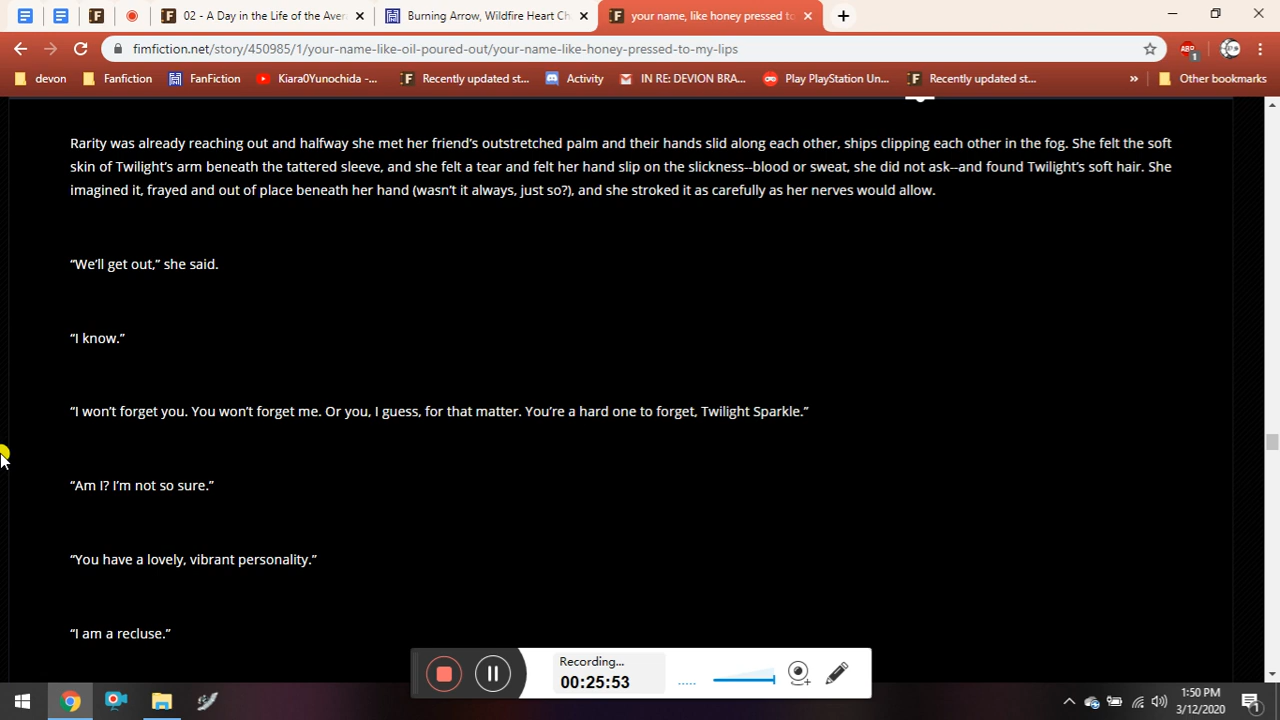 02 - A Day in the Life of the Aver
Burning Arrow, Wildfire Heart Ch
your name, like honey pressed to
fimfiction.net/story/450985/1/your-name-like-oil-poured-out/your-name-like-honey-pressed-to-my-lips
ABP
1
devon
Fanfiction
FanFiction
Kiara0Yunochida -...
Recently updated st...
Activity
IN RE: DEVION BRA...
Play PlayStation Un...
Recently updated st...
»
Other bookmarks
Rarity was already reaching out and halfway she met her friend’s outstretched palm and their hands slid along each other, ships clipping each other in the fog. She felt the soft
skin of Twilight’s arm beneath the tattered sleeve, and she felt a tear and felt her hand slip on the slickness--blood or sweat, she did not ask--and found Twilight’s soft hair. She
imagined it, frayed and out of place beneath her hand (wasn’t it always, just so?), and she stroked it as carefully as her nerves would allow.
“We’ll get out,” she said.
“I know.”
“I won’t forget you. You won’t forget me. Or you, I guess, for that matter. You’re a hard one to forget, Twilight Sparkle.”
“Am I? I’m not so sure.”
“You have a lovely, vibrant personality.”
“I am a recluse.”
Recording...
00:25:53
1:50 PM
3/12/2020
1